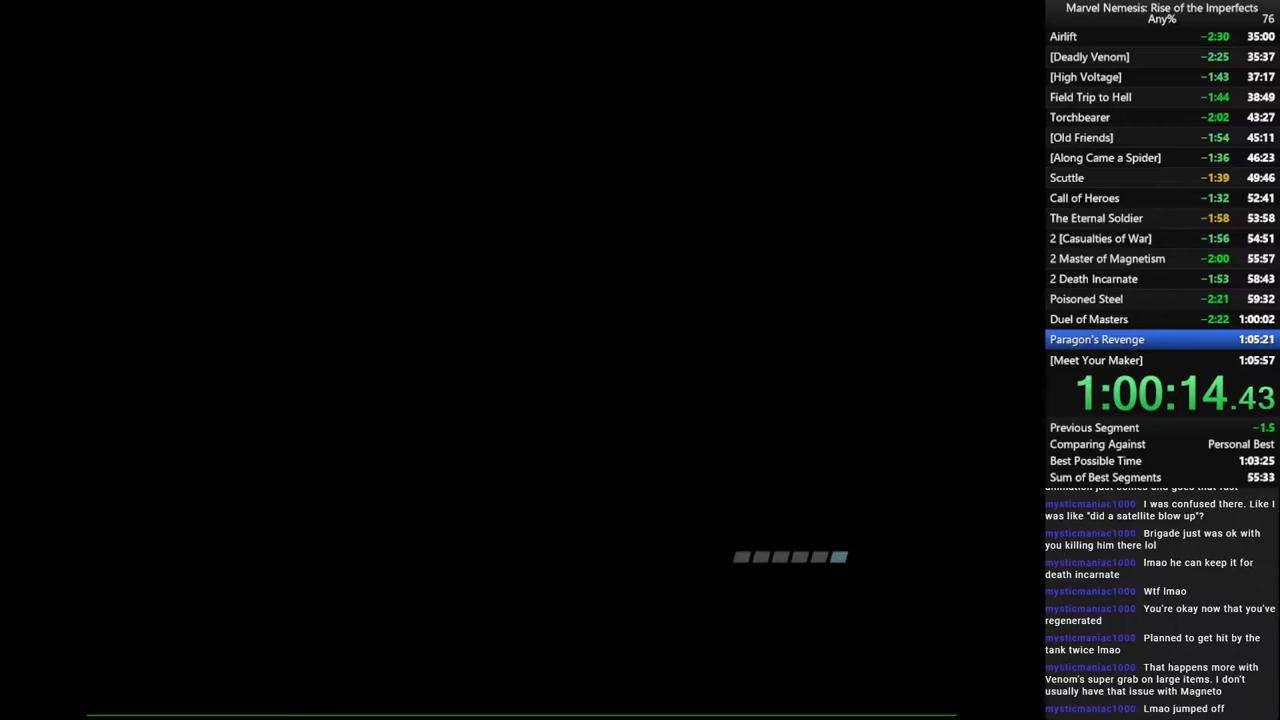 Marvel Nemesis: Rise of the Imperfects
Any% 76
Airlift -2:30 35:00
[Deadly Venom] -2:25 35:37
[High Voltage] -1:43 37:17
Field Trip to Hell -1:44 38:49
Torchbearer -2:02 43:27
[Old Friends] -1:54 45:11
[Along Came a Spider] -1:36 46:23
Scuttle -1:39 49:46
Call of Heroes -1:32 52:41
The Eternal Soldier -1:58 53:58
2 [Casualties of War] -1:56 54:51
2 Master of Magnetism -2:00 55:57
2 Death Incarnate -1:53 58:43
Poisoned Steel -2:21 59:32
Duel of Masters -2:22 1:00:02
Paragon's Revenge 1:05:21
[Meet Your Maker] 1:05:57
1:00:14.43
Previous Segment -1.5
Comparing Against Personal Best
Best Possible Time 1:03:25
Sum of Best Segments 55:33
animation just comes and goes that fast
mysticmaniac1000 I was confused there. Like I
was like "did a satellite blow up"?
mysticmaniac1000 Brigade just was ok with
you killing him there lol
mysticmaniac1000 lmao he can keep it for
death incarnate
mysticmaniac1000 Wtf lmao
mysticmaniac1000 You're okay now that you've
regenerated
mysticmaniac1000 Planned to get hit by the
tank twice lmao
mysticmaniac1000 That happens more with
Venom's super grab on large items. I don't
usually have that issue with Magneto
mysticmaniac1000 Lmao jumped off